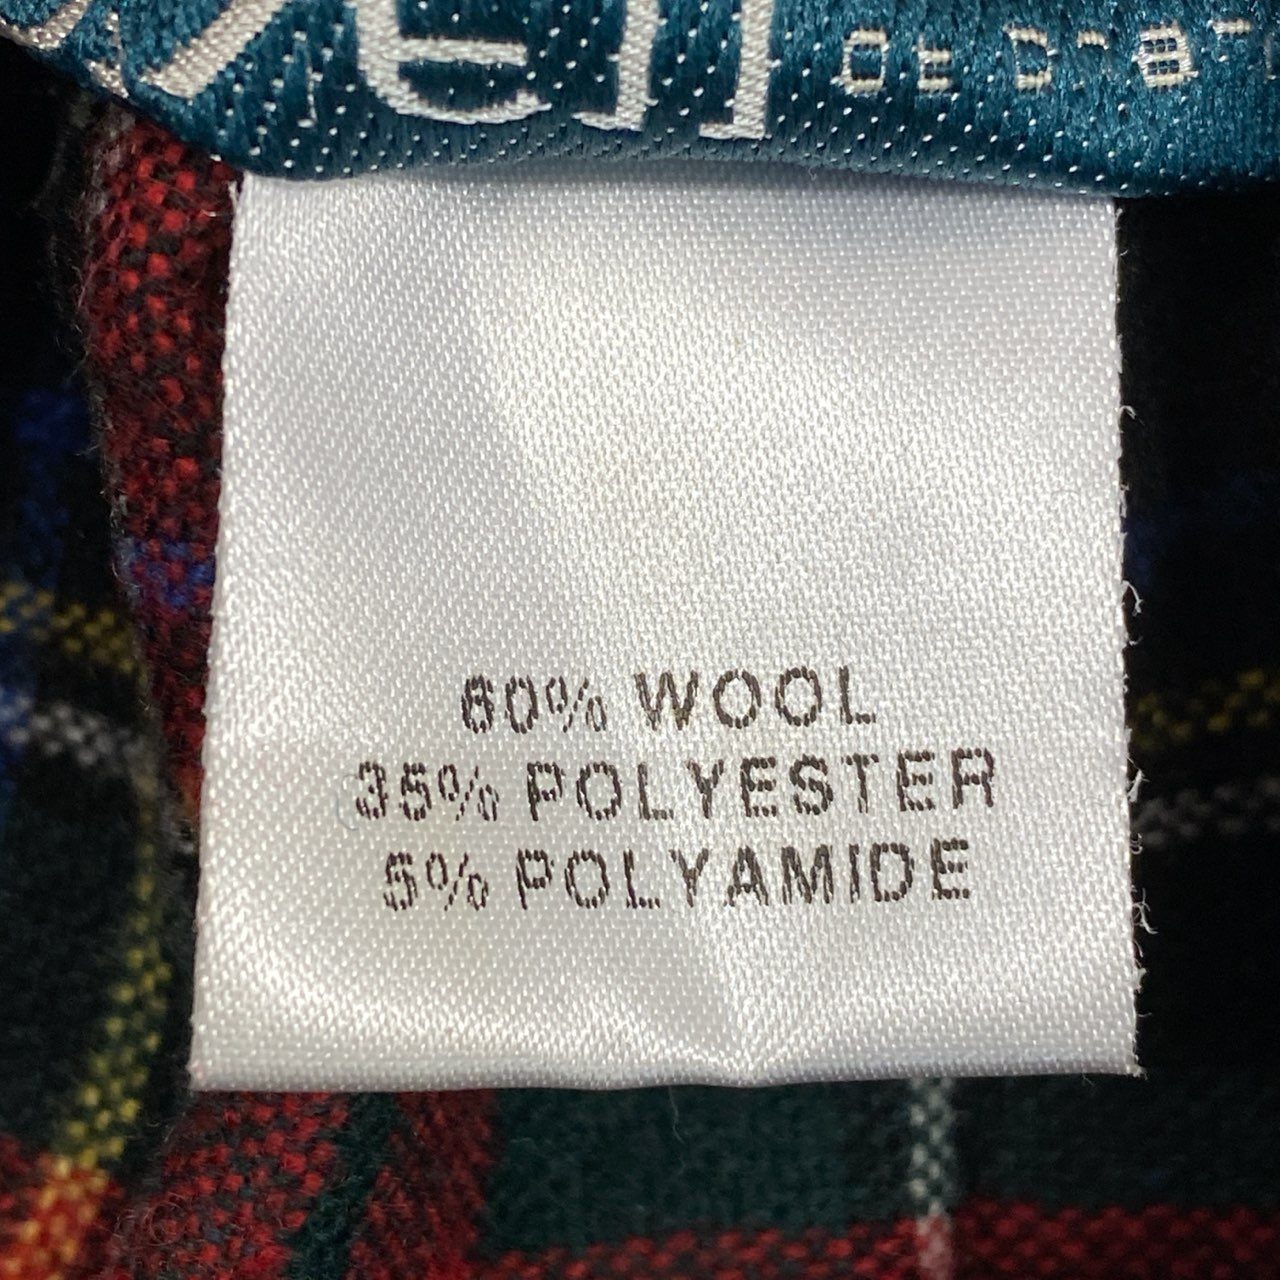 60% WOOL
35% POLYESTER
5% POLYAMIDE